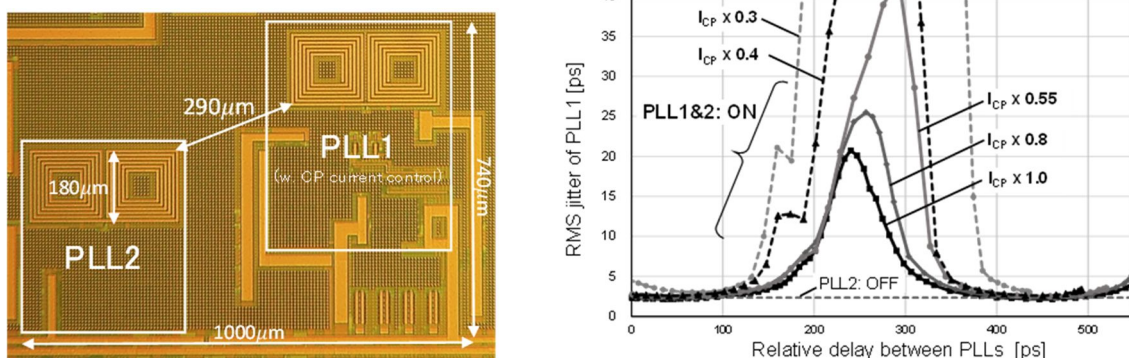 290μm
PLL1
(w. CP current control)
180μm
PLL2
740μm
1000μm
RMS jitter of PLL1 [ps]
40
35
30
25
20
15
10
5
0
I_CP x 0.3
I_CP x 0.4
PLL1&2: ON
I_CP x 0.55
I_CP x 0.8
I_CP x 1.0
PLL2: OFF
0 100 200 300 400 500
Relative delay between PLLs [ps]